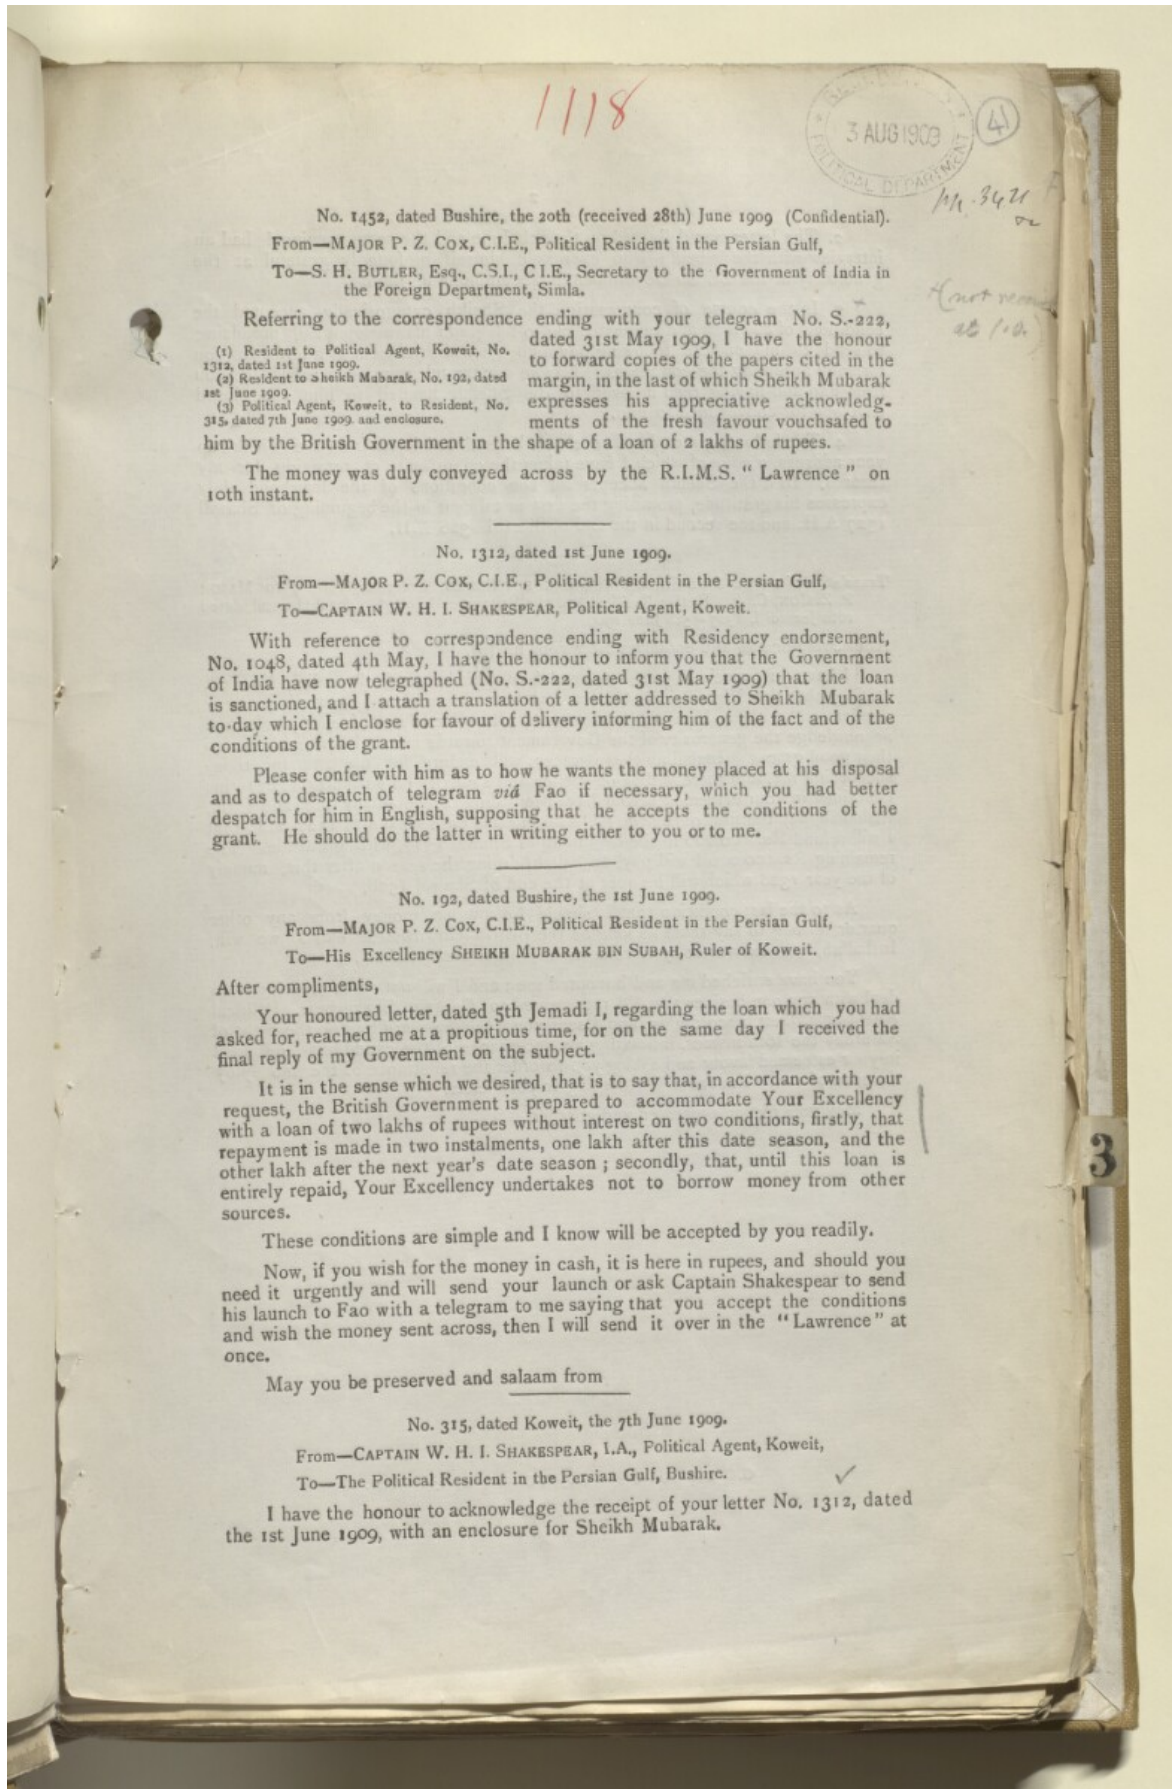 1118
3 AUG 1909
POLITICAL DEPARTMENT
41
No. 1452, dated Bushire, the 20th (received 28th) June 1909 (Confidential).
From—MAJOR P. Z. COX, C.I.E., Political Resident in the Persian Gulf,
To—S. H. BUTLER, Esq., C.S.I., C I.E., Secretary to the Government of India in
the Foreign Department, Simla.
(not
Referring to the correspondence ending with your telegram No. S.-222,
dated 31st May 1909, I have the honour
to forward copies of the papers cited in the
margin, in the last of which Sheikh Mubarak
expresses his appreciative acknowledg-
ments of the fresh favour vouchsafed to
(1) Resident to Political Agent, Koweit, No.
1312, dated 1st June 1909.
(2) Resident to Sheikh Mubarak, No. 192, dated
1st June 1909.
(3) Political Agent, Koweit, to Resident, No.
315, dated 7th June 1909, and enclosure.
him by the British Government in the shape of a loan of 2 lakhs of rupees.
The money was duly conveyed across by the R.I.M.S. "Lawrence" on
10th instant.
No. 1312, dated 1st June 1909.
From—MAJOR P. Z. COX, C.I.E., Political Resident in the Persian Gulf,
To—CAPTAIN W. H. I. SHAKESPEAR, Political Agent, Koweit.
With reference to correspondence ending with Residency endorsement,
No. 1048, dated 4th May, I have the honour to inform you that the Government
of India have now telegraphed (No. S.-222, dated 31st May 1909) that the loan
is sanctioned, and I attach a translation of a letter addressed to Sheikh Mubarak
to-day which I enclose for favour of delivery informing him of the fact and of the
conditions of the grant.
Please confer with him as to how he wants the money placed at his disposal
and as to despatch of telegram viâ Fao if necessary, which you had better
despatch for him in English, supposing that he accepts the conditions of the
grant. He should do the latter in writing either to you or to me.
No. 192, dated Bushire, the 1st June 1909.
From—MAJOR P. Z. COX, C.I.E., Political Resident in the Persian Gulf,
To—His Excellency SHEIKH MUBARAK BIN SUBAH, Ruler of Koweit.
After compliments,
Your honoured letter, dated 5th Jemadi I, regarding the loan which you had
asked for, reached me at a propitious time, for on the same day I received the
final reply of my Government on the subject.
It is in the sense which we desired, that is to say that, in accordance with your
request, the British Government is prepared to accommodate Your Excellency
with a loan of two lakhs of rupees without interest on two conditions, firstly, that
repayment is made in two instalments, one lakh after this date season, and the
other lakh after the next year's date season ; secondly, that, until this loan is
entirely repaid, Your Excellency undertakes not to borrow money from other
sources.
These conditions are simple and I know will be accepted by you readily.
Now, if you wish for the money in cash, it is here in rupees, and should you
need it urgently and will send your launch or ask Captain Shakespear to send
his launch to Fao with a telegram to me saying that you accept the conditions
and wish the money sent across, then I will send it over in the "Lawrence" at
once.
May you be preserved and salaam from
3
No. 315, dated Koweit, the 7th June 1909.
From—CAPTAIN W. H. I. SHAKESPEAR, I.A., Political Agent, Koweit,
To—The Political Resident in the Persian Gulf, Bushire.
I have the honour to acknowledge the receipt of your letter No. 1312, dated
the 1st June 1909, with an enclosure for Sheikh Mubarak.